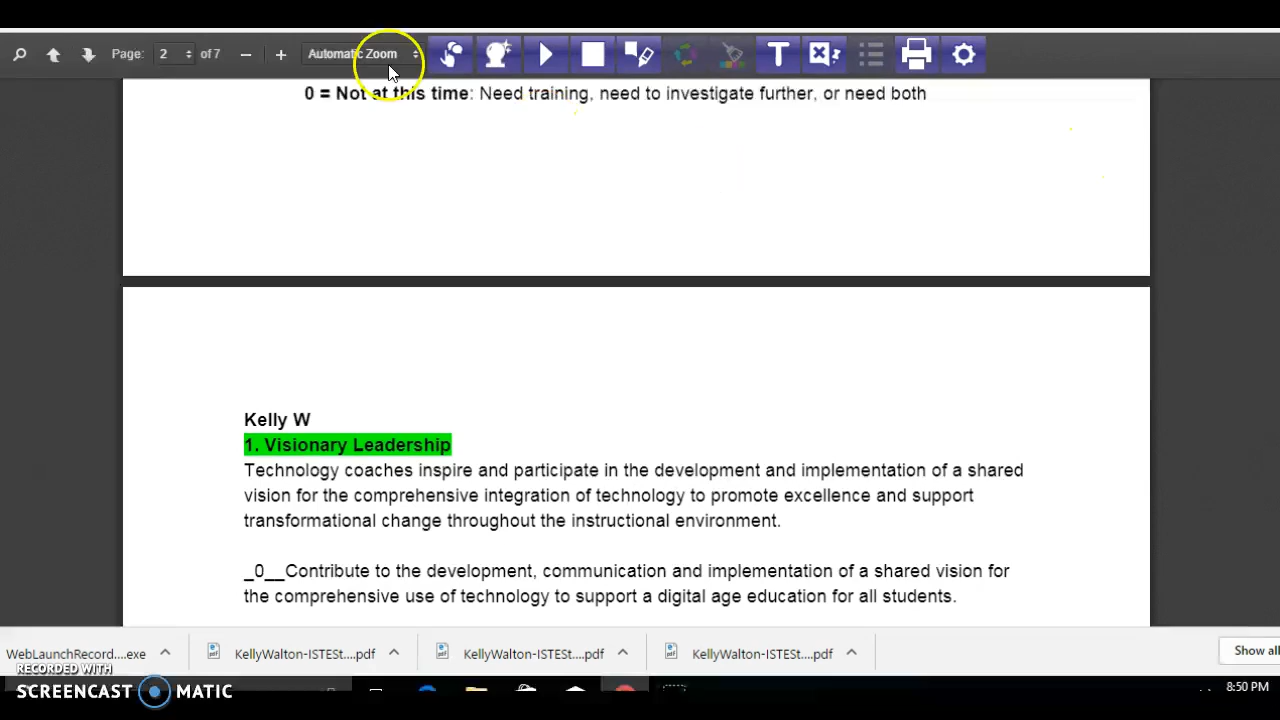 Page: 2 of 7 Automatic Zoom T
0 = Not at this time: Need training, need to investigate further, or need both
Kelly W
1. Visionary Leadership
Technology coaches inspire and participate in the development and implementation of a shared
vision for the comprehensive integration of technology to promote excellence and support
transformational change throughout the instructional environment.
_0__Contribute to the development, communication and implementation of a shared vision for
the comprehensive use of technology to support a digital age education for all students.
WebLaunchRecord....exe KellyWalton-ISTESt....pdf KellyWalton-ISTESt....pdf KellyWalton-ISTESt....pdf Show all
RECORDED WITH
SCREENCAST MATIC 8:50 PM